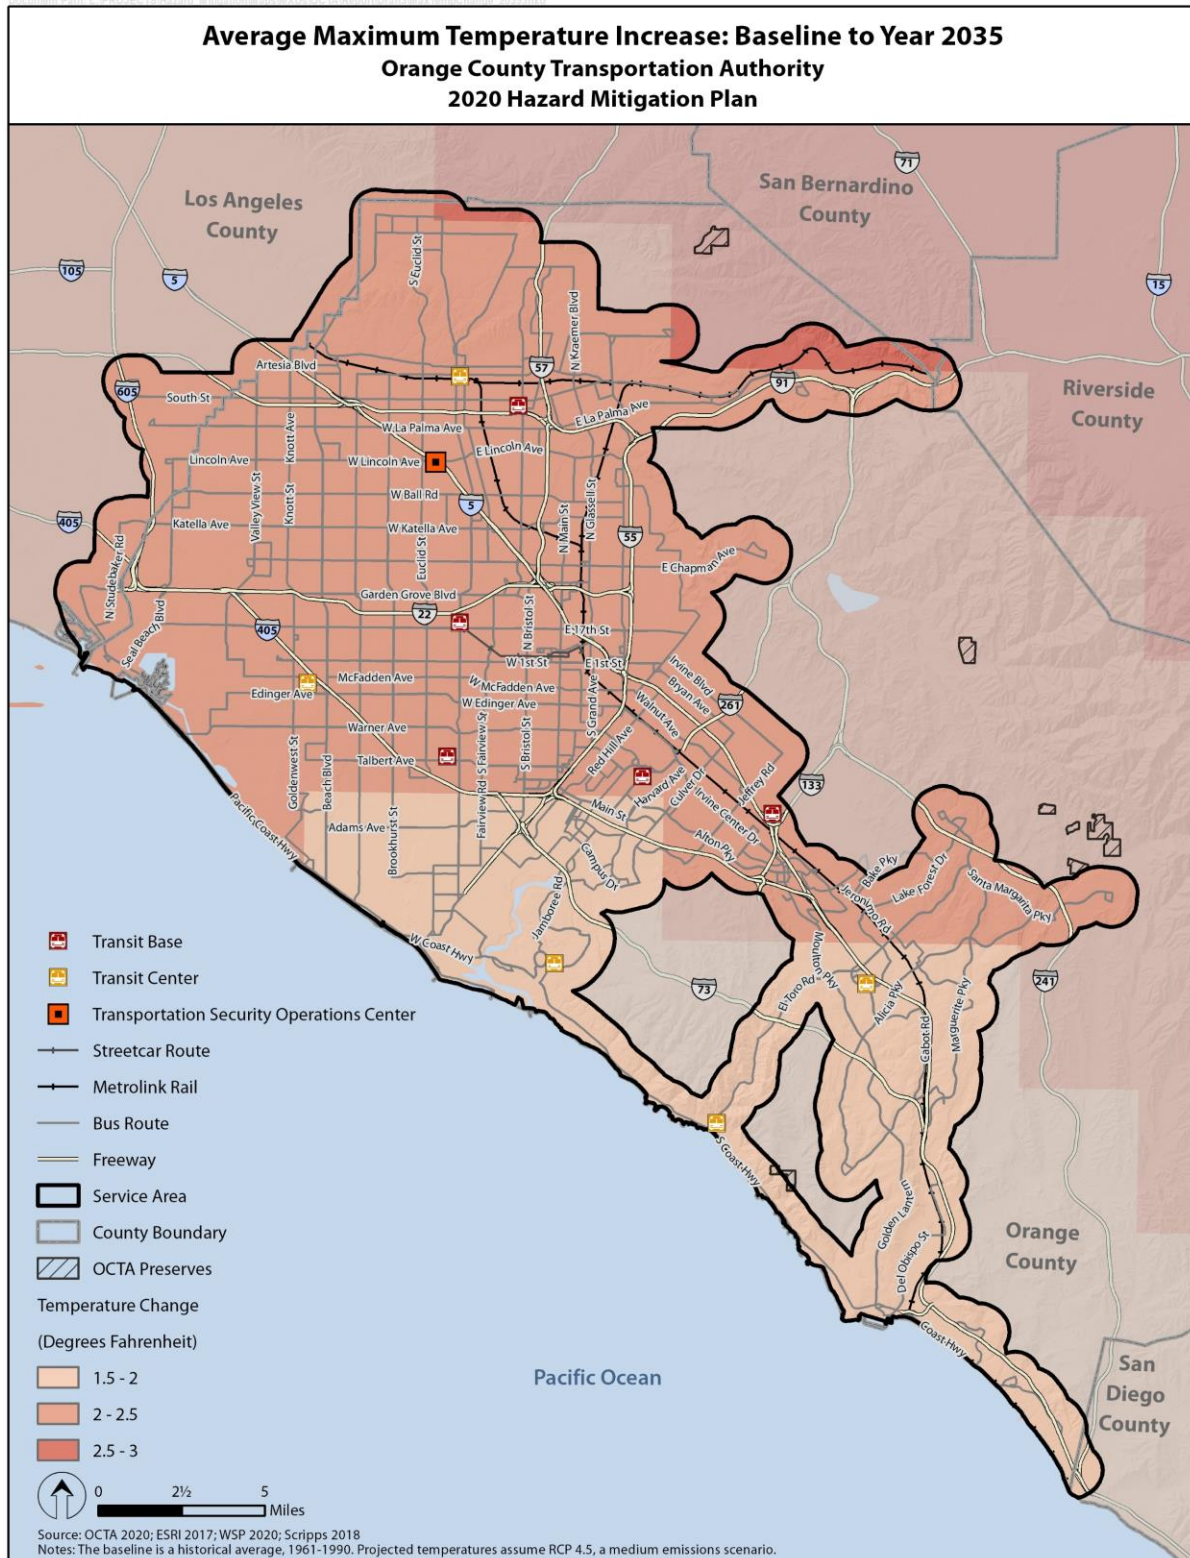 Average Maximum Temperature Increase: Baseline to Year 2035
Orange County Transportation Authority
2020 Hazard Mitigation Plan
Los Angeles
County
San Bernardino
County
71
105
5
15
S Euclid St
N Kraemer Blvd
57
Artesia Blvd
605
South St
91
Riverside
County
W La Palma Ave
E La Palma Ave
Knott Ave
Lincoln Ave
W Lincoln Ave
E Lincoln Ave
Valley View St
Knott St
W Ball Rd
5
405
Katella Ave
W Katella Ave
N Main St
N Glassell St
55
Euclid St
E Chapman Ave
N Studebaker Rd
Garden Grove Blvd
Seal Beach Blvd
405
22
N Bristol St
E 17th St
W 1st St
E 1st St
Irvine Blvd
Bryan Ave
McFadden Ave
W McFadden Ave
Edinger Ave
W Edinger Ave
261
Walnut Ave
Warner Ave
S Fairview St
S Bristol St
S Grand Ave
Red Hill Ave
Talbert Ave
Goldenwest St
Beach Blvd
Harvard Ave
Culver Dr
Jeffrey Rd
133
Pacific Coast Hwy
Adams Ave
Brookhurst St
Fairview Rd
Main St
Irvine Center Dr
Alton Pky
Campus Dr
Bake Pky
Lake Forest Dr
Santa Margarita Pky
Jeronimo Rd
Jamboree Rd
W Coast Hwy
Moulton Pky
El Toro Rd
73
241
Alicia Pky
Marguerite Pky
Cabot Rd
S Coast Hwy
Golden Lantern
Del Obispo St
Orange
County
Coast Hwy
San
Diego
County
Pacific Ocean
Transit Base
Transit Center
Transportation Security Operations Center
Streetcar Route
Metrolink Rail
Bus Route
Freeway
Service Area
County Boundary
OCTA Preserves
Temperature Change
(Degrees Fahrenheit)
1.5 - 2
2 - 2.5
2.5 - 3
0 2½ 5
Miles
Source: OCTA 2020; ESRI 2017; WSP 2020; Scripps 2018
Notes: The baseline is a historical average, 1961-1990. Projected temperatures assume RCP 4.5, a medium emissions scenario.